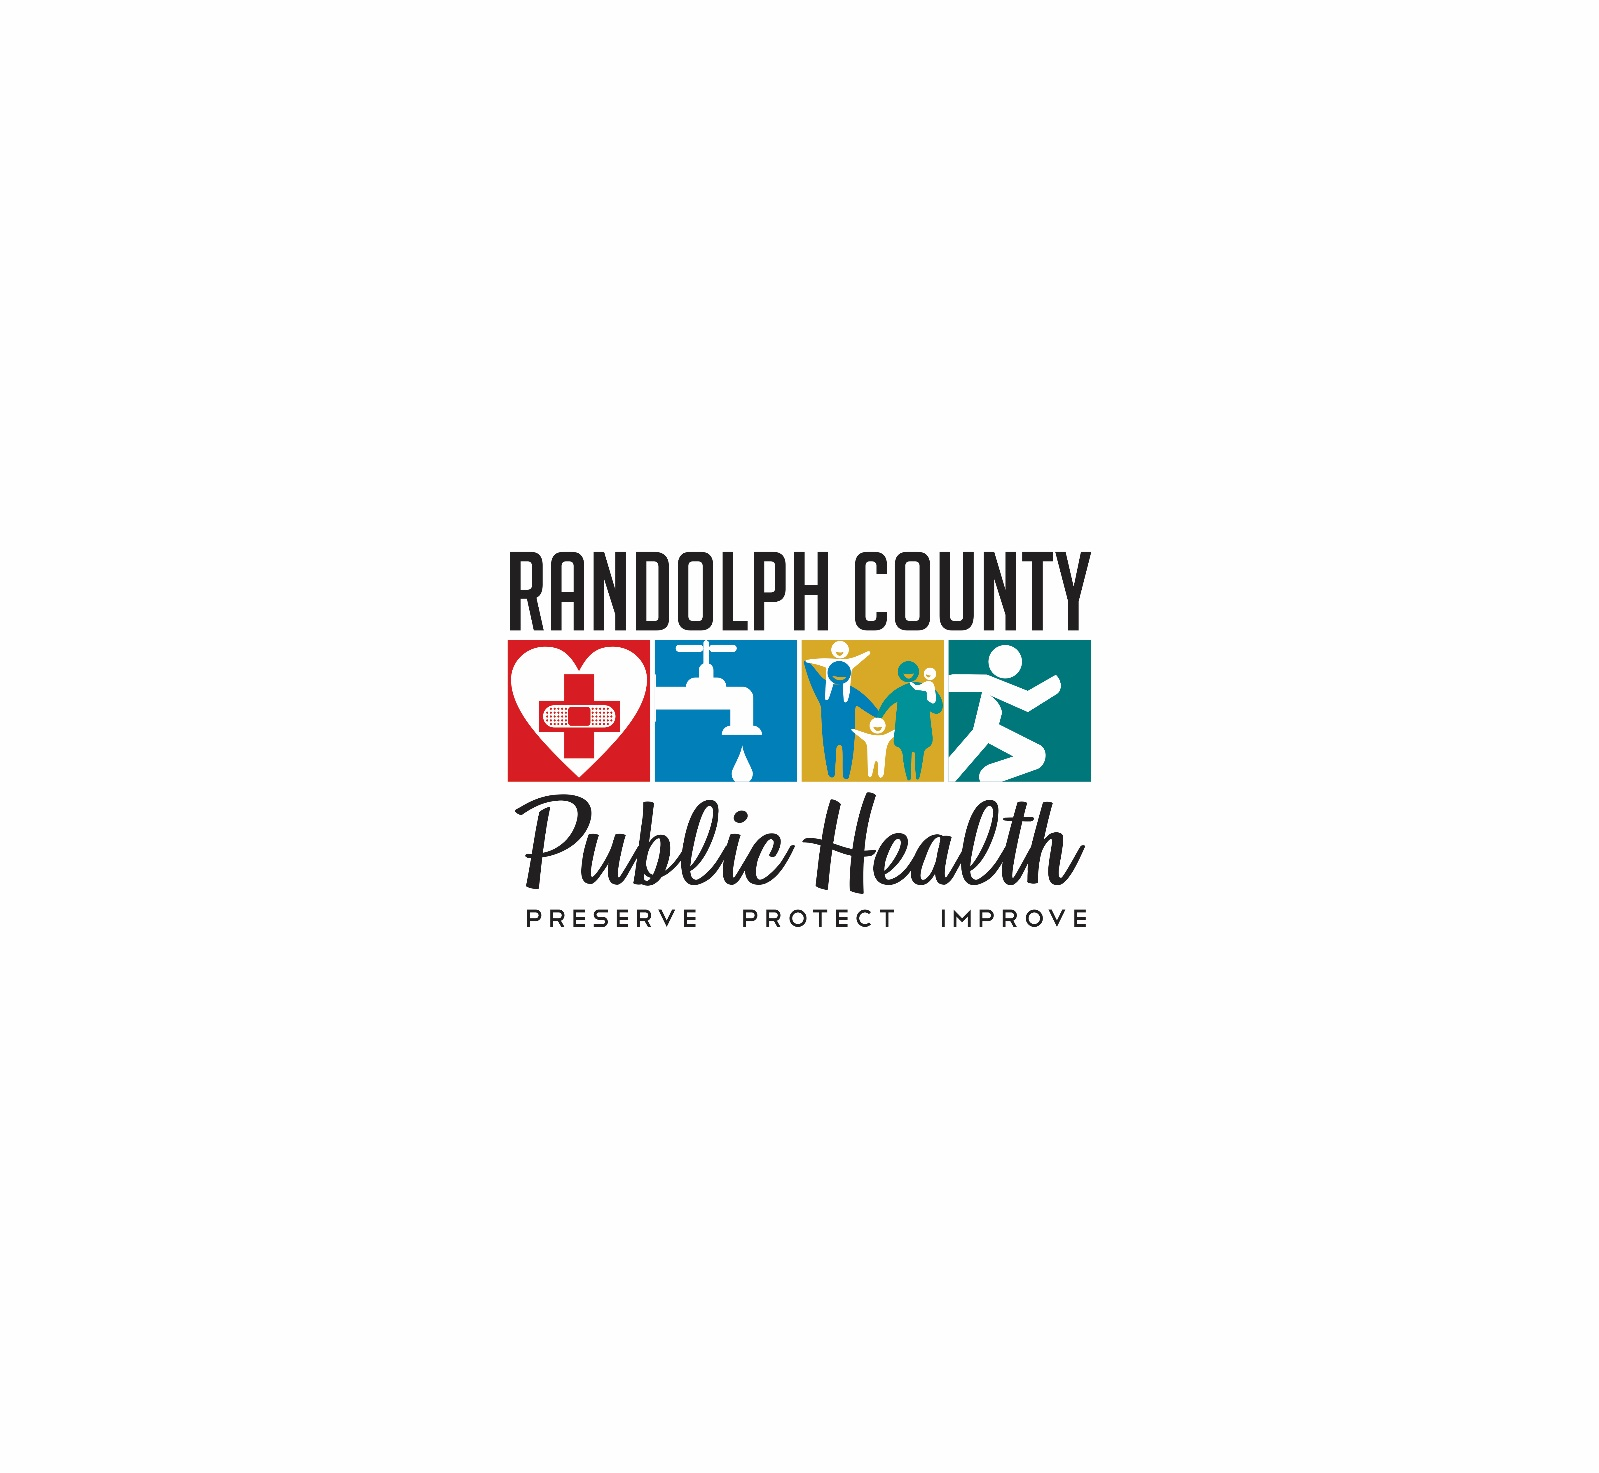 RANDOLPH COUNTY
Public Health
PRESERVE PROTECT IMPROVE